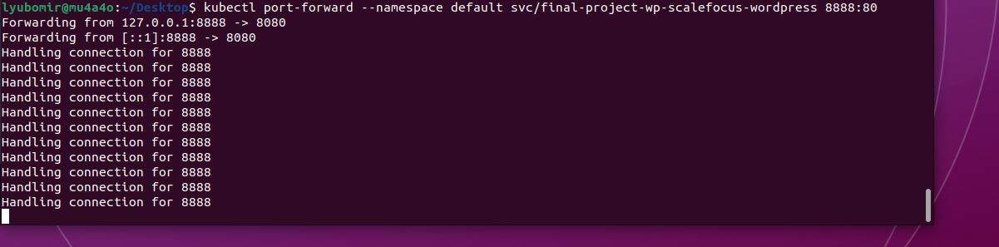 lyubomir@mu4a4o:~/Desktop$ kubectl port-forward --namespace default svc/final-project-wp-scalefocus-wordpress 8888:80
Forwarding from 127.0.0.1:8888 -> 8080
Forwarding from [::1]:8888 -> 8080
Handling connection for 8888
Handling connection for 8888
Handling connection for 8888
Handling connection for 8888
Handling connection for 8888
Handling connection for 8888
Handling connection for 8888
Handling connection for 8888
Handling connection for 8888
Handling connection for 8888
Handling connection for 8888